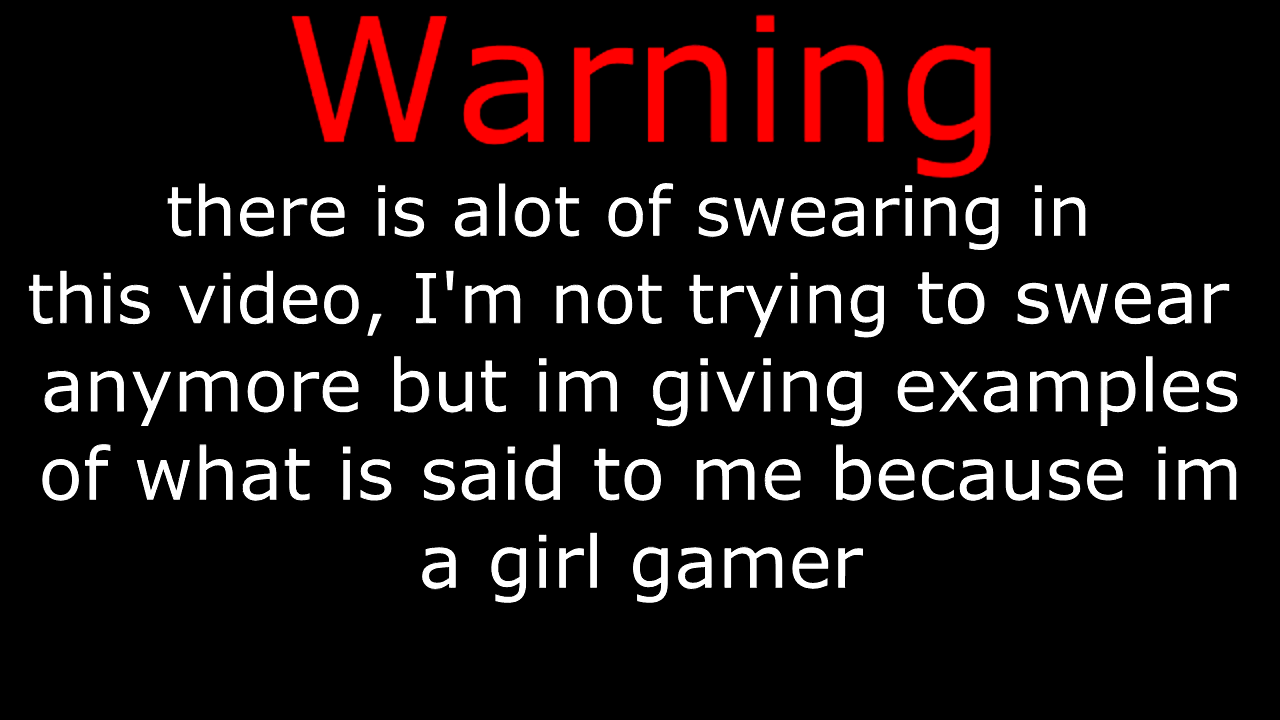 Warning
there is alot of swearing in
this video, I'm not trying to swear
anymore but im giving examples
of what is said to me because im
a girl gamer